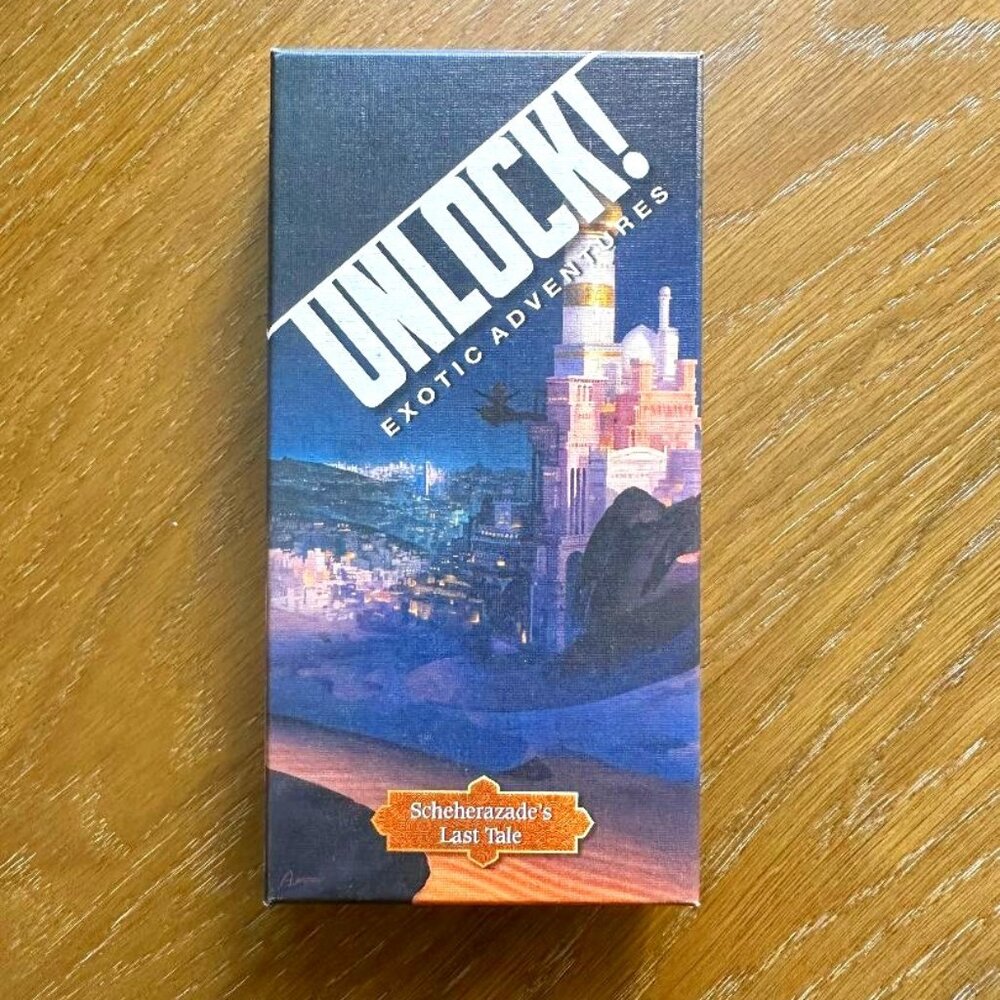 UNLOCK!
EXOTIC ADVENTURES
Scheherazade's
Last Tale